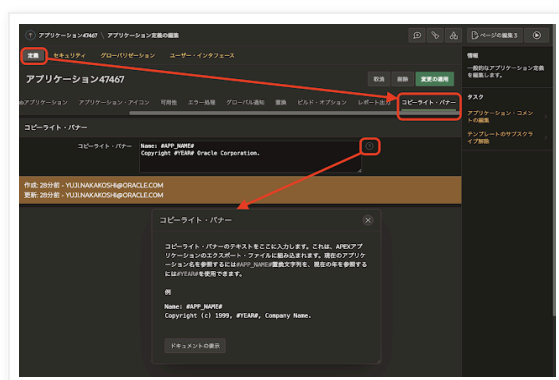 アプリケーション47467 \ アプリケーション定義の編集
ページの編集3
定義 セキュリティ グローバリゼーション ユーザー・インタフェース
アプリケーション47467
取消 削除 変更の適用
アプリケーション アプリケーション・アイコン 可用性 エラー処理 グローバル通知 置換 ビルド・オプション レポート出力 コピーライト・バナー
コピーライト・バナー
コピーライト・バナー
Name: #APP_NAME#
Copyright #YEAR# Oracle Corporation.
作成: 28分前 - YUJI.NAKAKOSHI@ORACLE.COM
更新: 28分前 - YUJI.NAKAKOSHI@ORACLE.COM
情報
一般的なアプリケーション定義
を編集します。
タスク
アプリケーション・コメン
トの編集
テンプレートのサブスクラ
イブ解除
コピーライト・バナー
コピーライト・バナーのテキストをここに入力します。これは、APEXアプ
リケーションのエクスポート・ファイルに組み込まれます。現在のアプリケ
ーション名を参照するには#APP_NAME#置換文字列を、現在の年を参照する
には#YEAR#を使用できます。
例
Name: #APP_NAME#
Copyright (c) 1999, #YEAR#, Company Name.
ドキュメントの表示